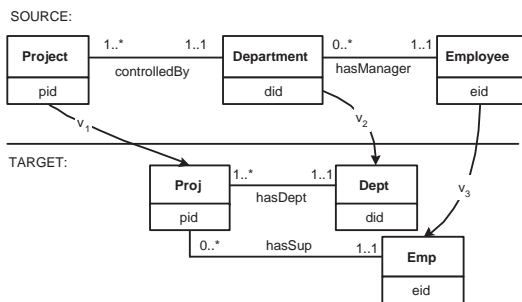 SOURCE:
1..* 1..1 0..* 1..1
Project Department Employee
controlledBy hasManager
pid did eid
v1 v2
TARGET:
v3
1..* 1..1
Proj Dept
hasDept
pid did
0..* hasSup 1..1
Emp
eid